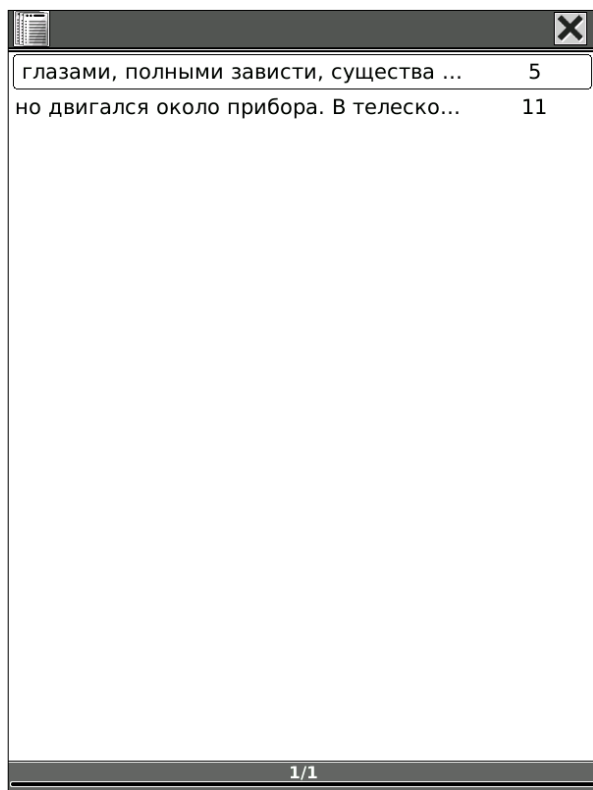 глазами, полными зависти, существа ... 5
но двигался около прибора. В телеско... 11
1/1